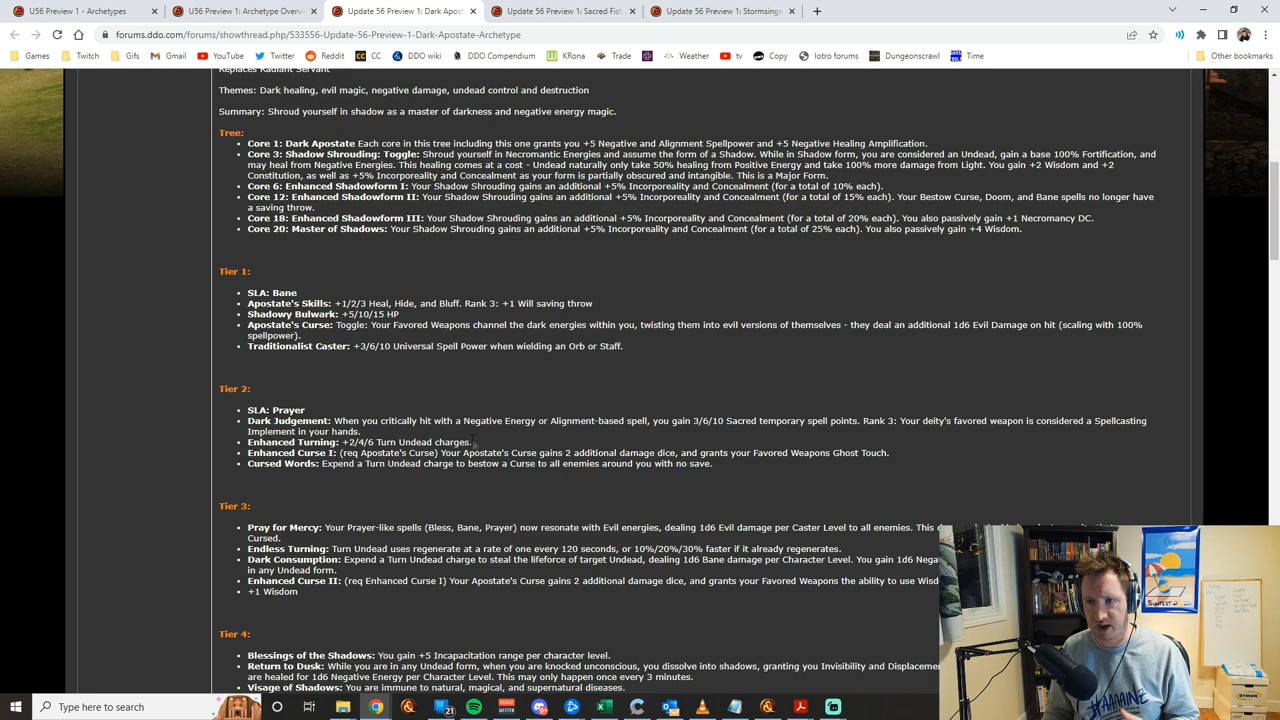 U56 Preview 1 - Archetypes
U56 Preview 1: Archetype Overvi
Update 56 Preview 1: Dark Apost
Update 56 Preview 1: Sacred Fist
Update 56 Preview 1: Stormsinge
forums.ddo.com/forums/showthread.php/533556-Update-56-Preview-1-Dark-Apostate-Archetype
Games Twitch Gifs YouTube Twitter Reddit CC DDO wiki DDO Compendium KRona Trade Weather tv Copy Iotro forums Dungeonscrawl Time Other bookmarks
Replaces Radiant Servant
Themes: Dark healing, evil magic, negative damage, undead control and destruction
Summary: Shroud yourself in shadow as a master of darkness and negative energy magic.
Tree:
Core 1: Dark Apostate Each core in this tree including this one grants you +5 Negative and Alignment Spellpower and +5 Negative Healing Amplification.
Core 3: Shadow Shrouding: Toggle: Shroud yourself in Necromantic Energies and assume the form of a Shadow. While in Shadow form, you are considered an Undead, gain a base 100% Fortification, and
may heal from Negative Energies. This healing comes at a cost - Undead naturally only take 50% healing from Positive Energy and take 100% more damage from Light. You gain +2 Wisdom and +2
Constitution, as well as +5% Incorporeality and Concealment as your form is partially obscured and intangible. This is a Major Form.
Core 6: Enhanced Shadowform I: Your Shadow Shrouding gains an additional +5% Incorporeality and Concealment (for a total of 10% each).
Core 12: Enhanced Shadowform II: Your Shadow Shrouding gains an additional +5% Incorporeality and Concealment (for a total of 15% each). Your Bestow Curse, Doom, and Bane spells no longer have
a saving throw.
Core 18: Enhanced Shadowform III: Your Shadow Shrouding gains an additional +5% Incorporeality and Concealment (for a total of 20% each). You also passively gain +1 Necromancy DC.
Core 20: Master of Shadows: Your Shadow Shrouding gains an additional +5% Incorporeality and Concealment (for a total of 25% each). You also passively gain +4 Wisdom.
Tier 1:
SLA: Bane
Apostate's Skills: +1/2/3 Heal, Hide, and Bluff. Rank 3: +1 Will saving throw
Shadowy Bulwark: +5/10/15 HP
Apostate's Curse: Toggle: Your Favored Weapons channel the dark energies within you, twisting them into evil versions of themselves - they deal an additional 1d6 Evil Damage on hit (scaling with 100%
spellpower).
Traditionalist Caster: +3/6/10 Universal Spell Power when wielding an Orb or Staff.
Tier 2:
SLA: Prayer
Dark Judgement: When you critically hit with a Negative Energy or Alignment-based spell, you gain 3/6/10 Sacred temporary spell points. Rank 3: Your deity's favored weapon is considered a Spellcasting
Implement in your hands.
Enhanced Turning: +2/4/6 Turn Undead charges.
Enhanced Curse I: (req Apostate's Curse) Your Apostate's Curse gains 2 additional damage dice, and grants your Favored Weapons Ghost Touch.
Cursed Words: Expend a Turn Undead charge to bestow a Curse to all enemies around you with no save.
Tier 3:
Pray for Mercy: Your Prayer-like spells (Bless, Bane, Prayer) now resonate with Evil energies, dealing 1d6 Evil damage per Caster Level to all enemies. This
Cursed.
Endless Turning: Turn Undead uses regenerate at a rate of one every 120 seconds, or 10%/20%/30% faster if it already regenerates.
Dark Consumption: Expend a Turn Undead charge to steal the lifeforce of target Undead, dealing 1d6 Bane damage per Character Level. You gain 1d6 Nega
in any Undead form.
Enhanced Curse II: (req Enhanced Curse I) Your Apostate's Curse gains 2 additional damage dice, and grants your Favored Weapons the ability to use Wisd
+1 Wisdom
Tier 4:
Blessings of the Shadows: You gain +5 Incapacitation range per character level.
Return to Dusk: While you are in any Undead form, when you are knocked unconscious, you dissolve into shadows, granting you Invisibility and Displaceme
are healed for 1d6 Negative Energy per Character Level. This may only happen once every 3 minutes.
Visage of Shadows: You are immune to natural, magical, and supernatural diseases.
SUNFEST
Type here to search
21